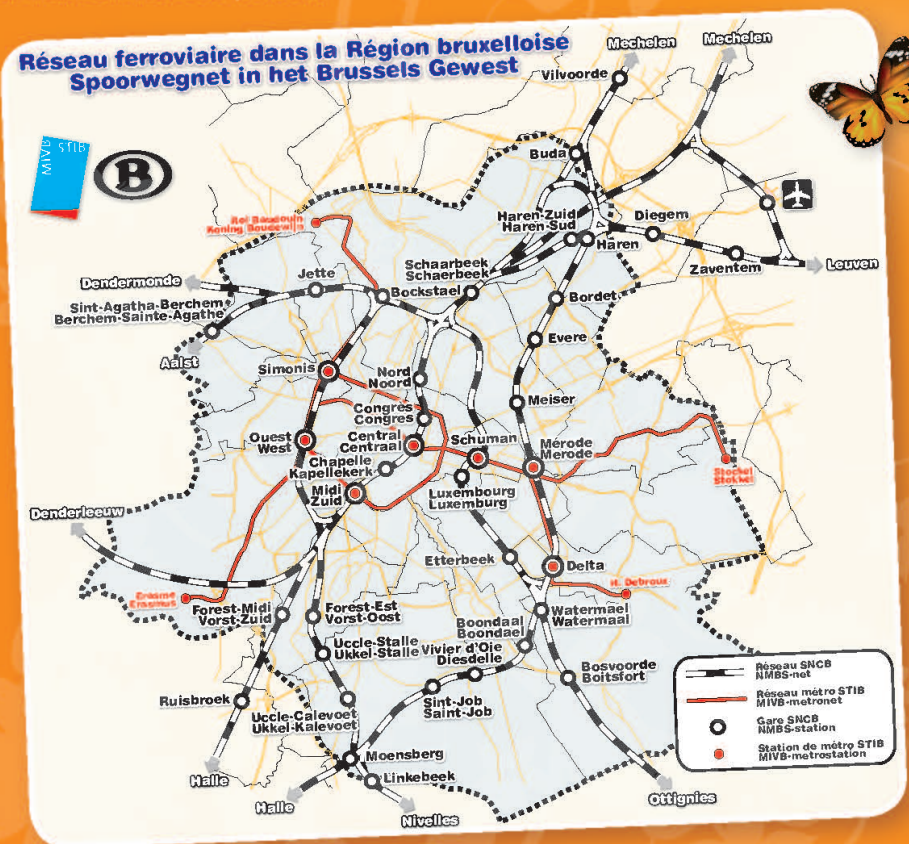 Réseau ferroviaire dans la Région bruxelloise
Spoorwegnet in het Brussels Gewest
MIVB STIB
B
Mechelen
Mechelen
Vilvoorde
Buda
Haren-Zuid
Haren-Sud
Haren
Diegem
Zaventem
Leuven
Roi Baudouin
Koning Boudewijn
Schaarbeek
Schaerbeek
Dendermonde
Jette
Bockstael
Bordet
Sint-Agatha-Berchem
Berchem-Sainte-Agathe
Evere
Aalst
Simonis
Nord
Noord
Meiser
Congres
Congres
Ouest
West
Central
Centraal
Schuman
Mérode
Merode
Chapelle
Kapellekerk
Stockel
Stokkel
Midi
Zuid
Luxembourg
Luxemburg
Denderleeuw
Etterbeek
Delta
H. Debroux
Erasme
Erasmus
Forest-Midi
Vorst-Zuid
Forest-Est
Vorst-Oost
Watermael
Watermaal
Boondaal
Boondael
Uccle-Stalle
Ukkel-Stalle
Vivier d'Oie
Diesdelle
Bosvoorde
Boitsfort
Ruisbroek
Uccle-Calevoet
Ukkel-Kalevoet
Sint-Job
Saint-Job
Moensberg
Linkebeek
Halle
Halle
Nivelles
Ottignies
Réseau SNCB
NMBS-net
Réseau métro STIB
MIVB-metronet
Gare SNCB
NMBS-station
Station de métro STIB
MIVB-metrostation